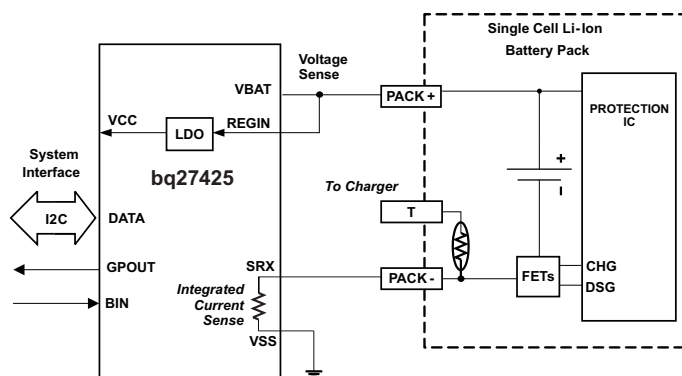 Single Cell Li-Ion
Battery Pack
Voltage
Sense
VBAT
PACK +
PROTECTION
IC
VCC
LDO
REGIN
System
Interface
bq27425
+
To Charger
I2C
DATA
T
GPOUT
SRX
PACK -
FETs
CHG
DSG
BIN
Integrated
Current
Sense
VSS